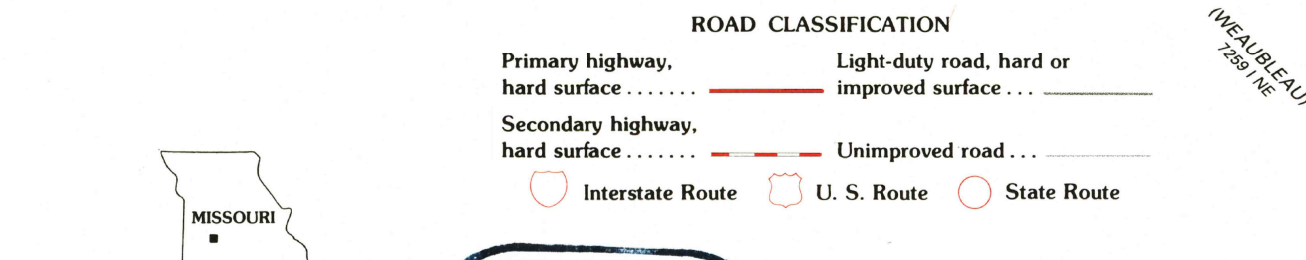 ROAD CLASSIFICATION
Primary highway,
hard surface .......
Light-duty road, hard or
improved surface ...
Secondary highway,
hard surface .......
Unimproved road ...
Interstate Route
U. S. Route
State Route
(WEAUBLEAU)
7259 I NE
MISSOURI